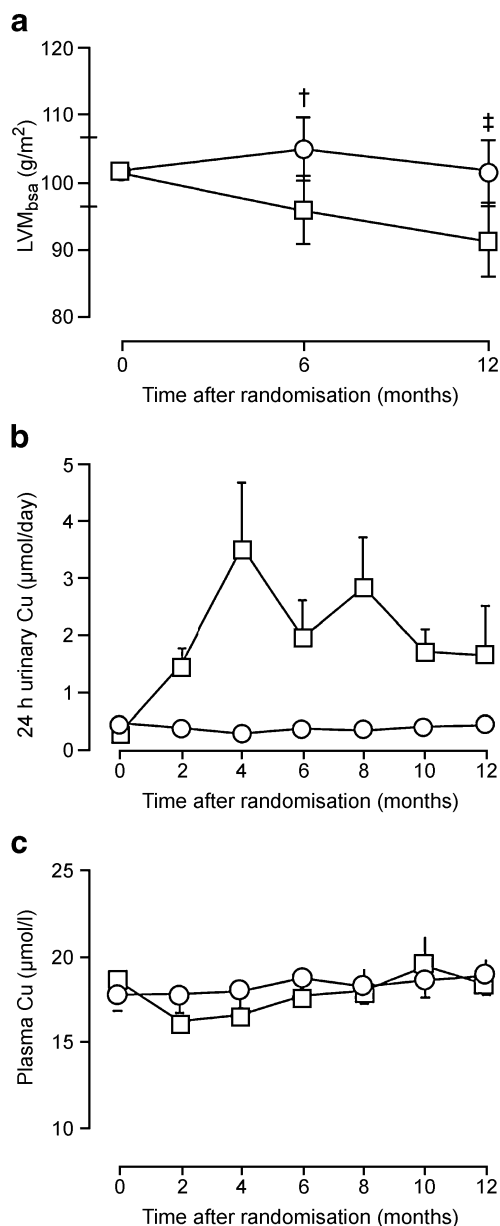 a
120
110
100
90
80
LVMbsa (g/m²)
†
‡
0 6 12
Time after randomisation (months)
b
5
4
3
2
1
0
24 h urinary Cu (µmol/day)
0 2 4 6 8 10 12
Time after randomisation (months)
c
25
20
15
10
Plasma Cu (µmol/l)
0 2 4 6 8 10 12
Time after randomisation (months)